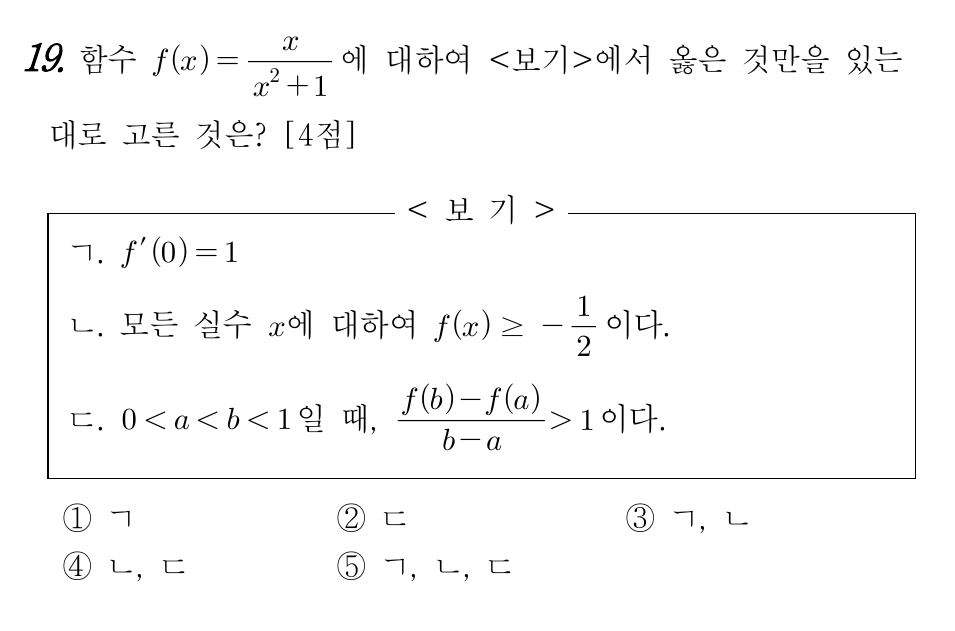 19. 함수 f(x)=\frac{x}{x^2+1}에 대하여 <보기>에서 옳은 것만을 있는
대로 고른 것은? [4점]
< 보 기 >
ㄱ. f′(0)=1
ㄴ. 모든 실수 x에 대하여 f(x)≥ -\frac{1}{2}이다.
ㄷ. 0<a<b<1일 때, \frac{f(b)-f(a)}{b-a}>1이다.
① ㄱ ② ㄷ ③ ㄱ, ㄴ
④ ㄴ, ㄷ ⑤ ㄱ, ㄴ, ㄷ